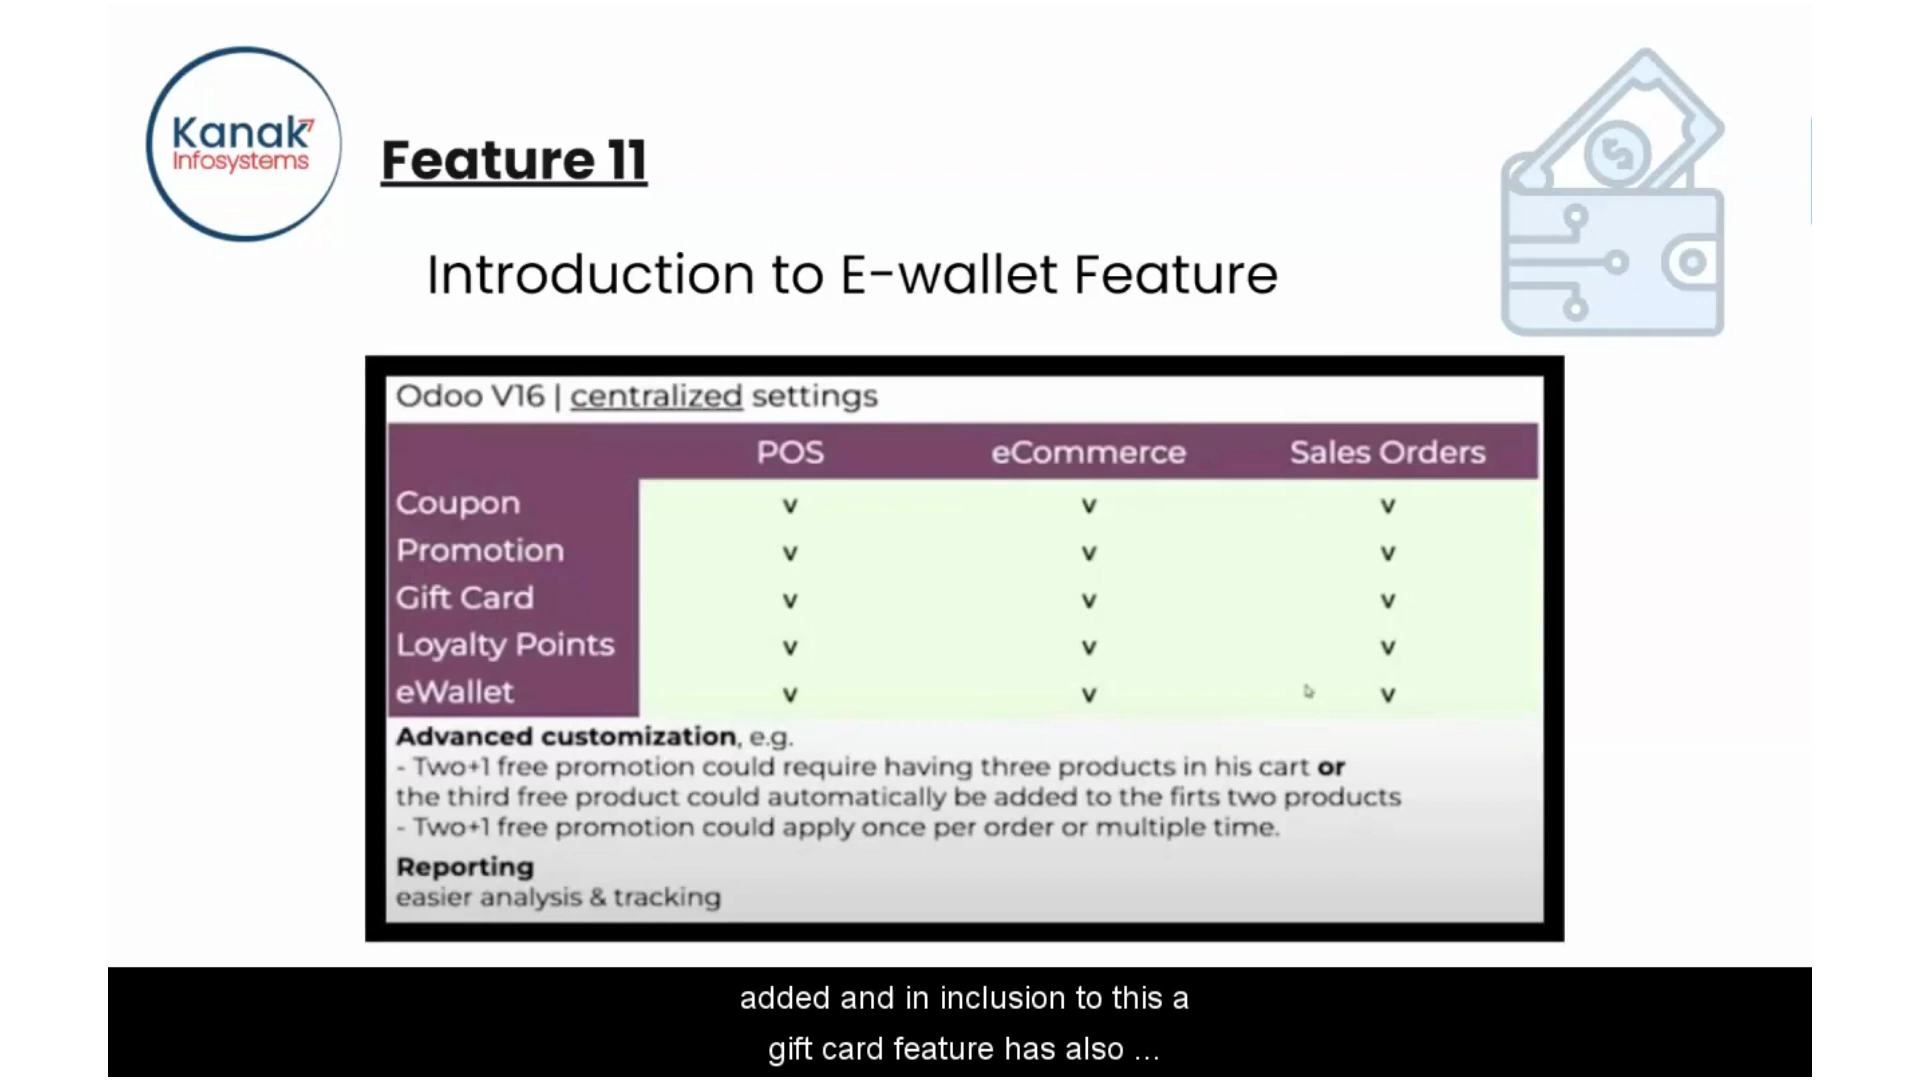 Kanak
Infosystems
Feature 11
Introduction to E-wallet Feature
Odoo V16 | centralized settings
POS eCommerce Sales Orders
Coupon v v v
Promotion v v v
Gift Card v v v
Loyalty Points v v v
eWallet v v v
Advanced customization, e.g.
- Two+1 free promotion could require having three products in his cart or
the third free product could automatically be added to the firts two products
- Two+1 free promotion could apply once per order or multiple time.
Reporting
easier analysis & tracking
added and in inclusion to this a
gift card feature has also ...